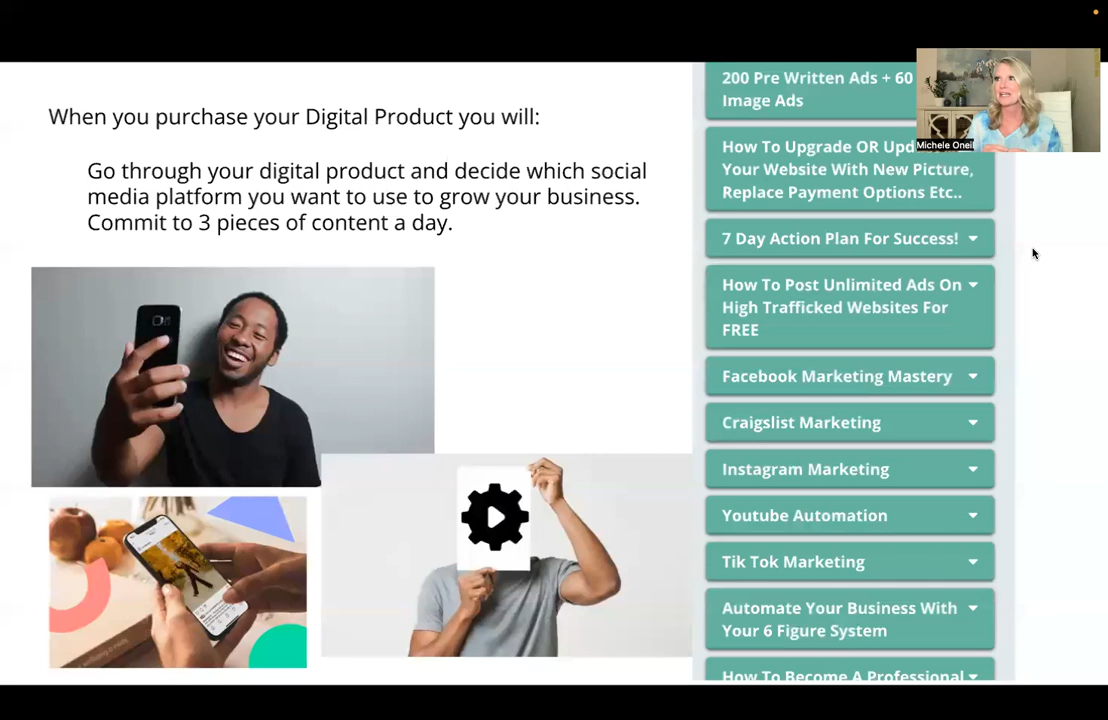 When you purchase your Digital Product you will:
Go through your digital product and decide which social
media platform you want to use to grow your business.
Commit to 3 pieces of content a day.
200 Pre Written Ads + 60
Image Ads
How To Upgrade OR
Your Website With New Picture,
Replace Payment Options Etc..
7 Day Action Plan For Success!
How To Post Unlimited Ads On
High Trafficked Websites For
FREE
Facebook Marketing Mastery
Craigslist Marketing
Instagram Marketing
Youtube Automation
Tik Tok Marketing
Automate Your Business With
Your 6 Figure System
How To Become A Professional
Michele Oneil